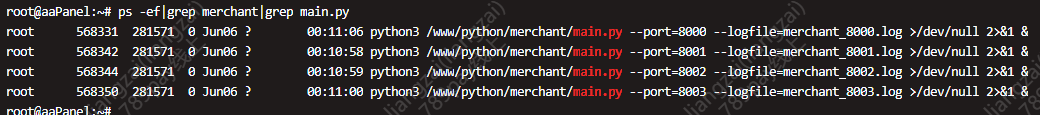 root@aaPanel:~# ps -ef|grep merchant|grep main.py
root 568331 281571 0 Jun06 ? 00:11:06 python3 /www/python/merchant/main.py --port=8000 --logfile=merchant_8000.log >/dev/null 2>&1 &
root 568342 281571 0 Jun06 ? 00:10:58 python3 /www/python/merchant/main.py --port=8001 --logfile=merchant_8001.log >/dev/null 2>&1 &
root 568344 281571 0 Jun06 ? 00:10:59 python3 /www/python/merchant/main.py --port=8002 --logfile=merchant_8002.log >/dev/null 2>&1 &
root 568350 281571 0 Jun06 ? 00:11:00 python3 /www/python/merchant/main.py --port=8003 --logfile=merchant_8003.log >/dev/null 2>&1 &
root@aaPanel:~#